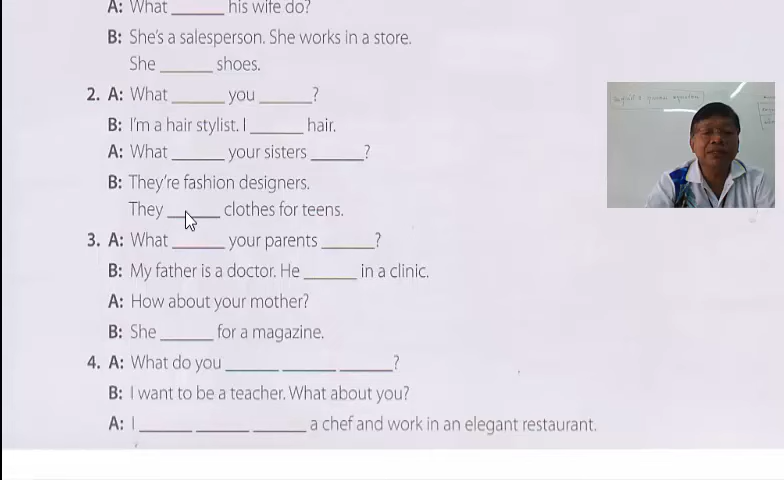 A: What ______ his wife do?
B: She's a salesperson. She works in a store.
She ______ shoes.
2. A: What ______ you ______?
B: I'm a hair stylist. I ______ hair.
A: What ______ your sisters ______?
B: They're fashion designers.
They ______ clothes for teens.
3. A: What ______ your parents ______?
B: My father is a doctor. He ______ in a clinic.
A: How about your mother?
B: She ______ for a magazine.
4. A: What do you ______ ______ ______?
B: I want to be a teacher. What about you?
A: I ______ ______ ______ a chef and work in an elegant restaurant.